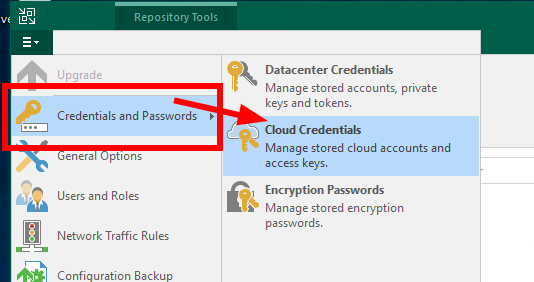 ve
Repository Tools
Upgrade
Credentials and Passwords
General Options
Users and Roles
Network Traffic Rules
Configuration Backup
Datacenter Credentials
Manage stored accounts, private
keys and tokens.
Cloud Credentials
Manage stored cloud accounts and
access keys.
Encryption Passwords
Manage stored encryption
passwords.